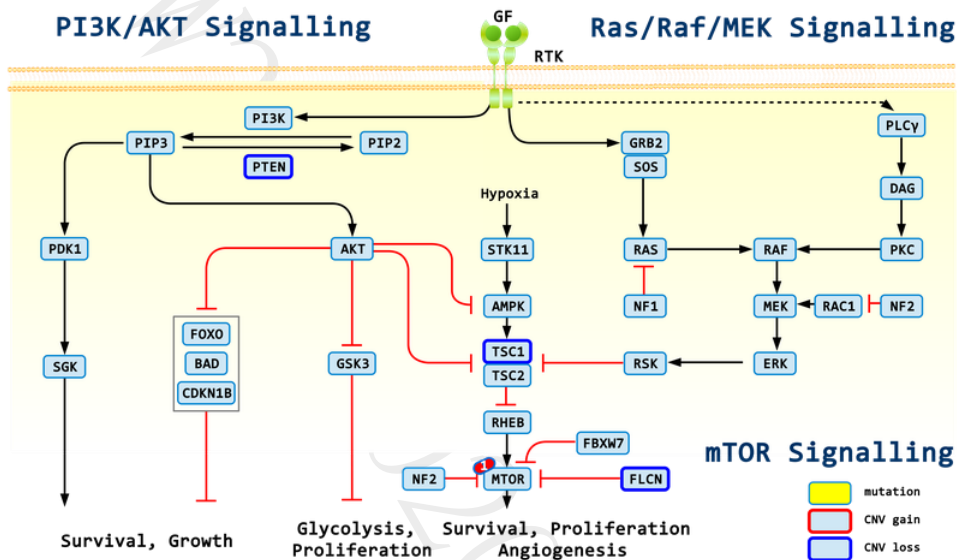 PI3K/AKT Signalling
GF
Ras/Raf/MEK Signalling
RTK
PI3K
PLCγ
PIP3
PIP2
GRB2
PTEN
SOS
Hypoxia
DAG
PDK1
AKT
STK11
RAS
RAF
PKC
AMPK
NF1
MEK
RAC1
NF2
FOXO
TSC1
SGK
BAD
GSK3
TSC2
RSK
ERK
CDKN1B
RHEB
FBXW7
mTOR Signalling
NF2
MTOR
FLCN
mutation
CNV gain
CNV loss
Survival, Growth
Glycolysis,
Proliferation
Survival, Proliferation
Angiogenesis